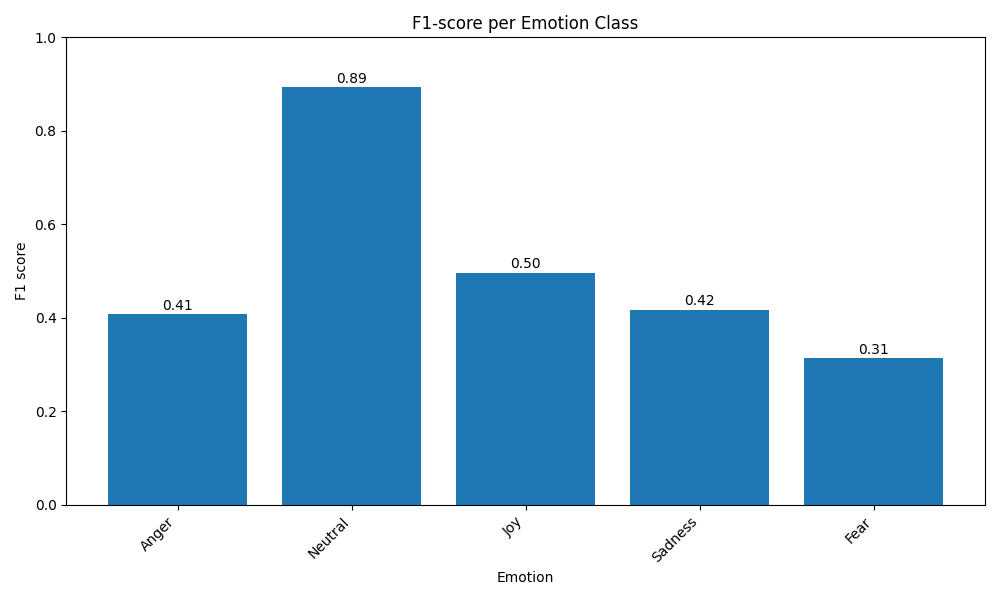 F1-score per Emotion Class
F1 score
1.0
0.8
0.6
0.4
0.2
0.0
0.41
0.89
0.50
0.42
0.31
Anger
Neutral
Joy
Sadness
Fear
Emotion